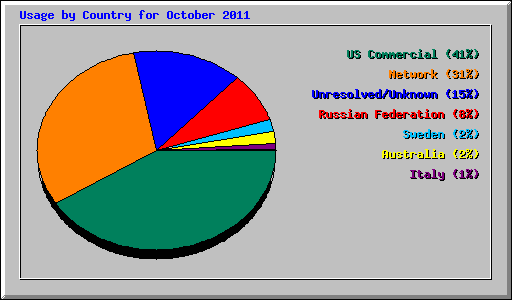 Usage by Country for October 2011
US Commercial (41%)
Network (31%)
Unresolved/Unknown (15%)
Russian Federation (8%)
Sweden (2%)
Australia (2%)
Italy (1%)